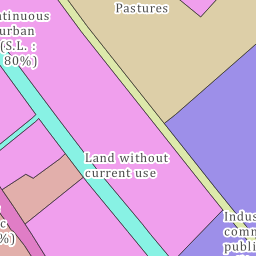 Pastures
ntinuous
urban
(S.L. :
80%)
Land without
current use
Indus
comm
publi
c
%)